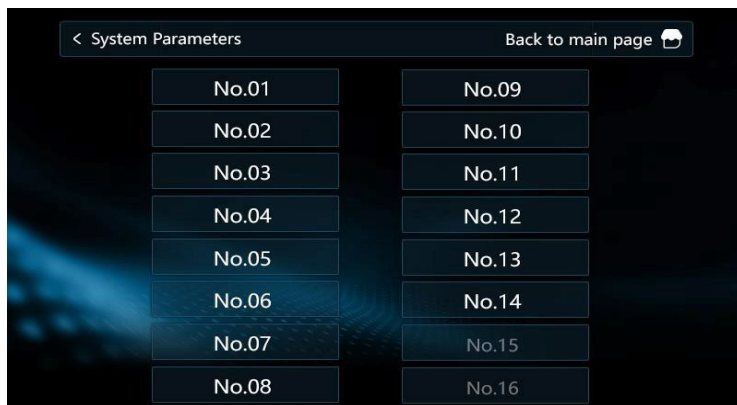 < System Parameters
Back to main page
No.01
No.02
No.03
No.04
No.05
No.06
No.07
No.08
No.09
No.10
No.11
No.12
No.13
No.14
No.15
No.16